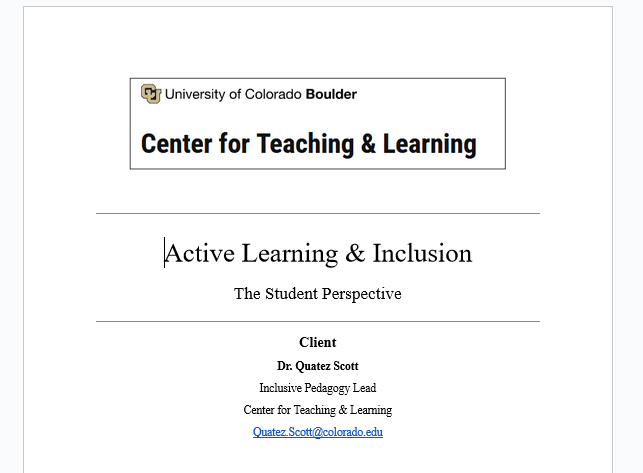 University of Colorado Boulder
Center for Teaching & Learning
Active Learning & Inclusion
The Student Perspective
Client
Dr. Quatez Scott
Inclusive Pedagogy Lead
Center for Teaching & Learning
Quatez.Scott@colorado.edu